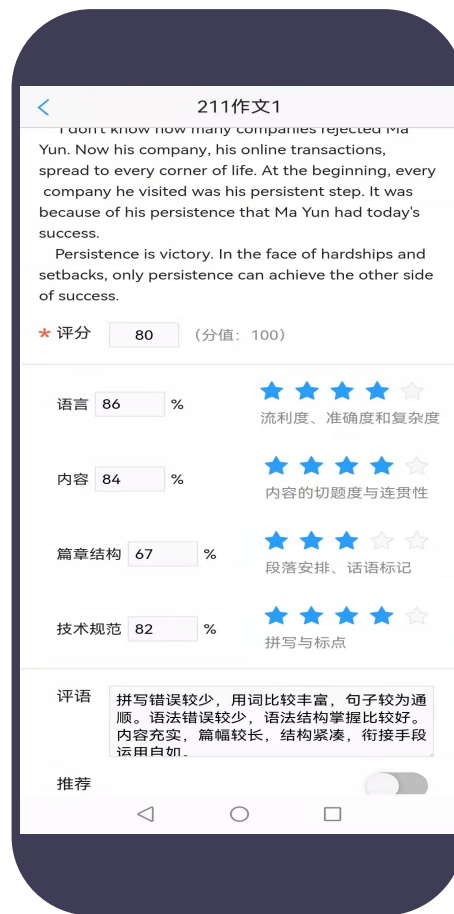 211作文1
I don't know how many companies rejected Ma
Yun. Now his company, his online transactions,
spread to every corner of life. At the beginning, every
company he visited was his persistent step. It was
because of his persistence that Ma Yun had today's
success.
Persistence is victory. In the face of hardships and
setbacks, only persistence can achieve the other side
of success.
* 评分 80 （分值：100）
语言 86 %
流利度、准确度和复杂度
内容 84 %
内容的切题度与连贯性
篇章结构 67 %
段落安排、话语标记
技术规范 82 %
拼写与标点
评语
拼写错误较少，用词比较丰富，句子较为通
顺。语法错误较少，语法结构掌握比较好。
内容充实，篇幅较长，结构紧凑，衔接手段
运用自如。
推荐